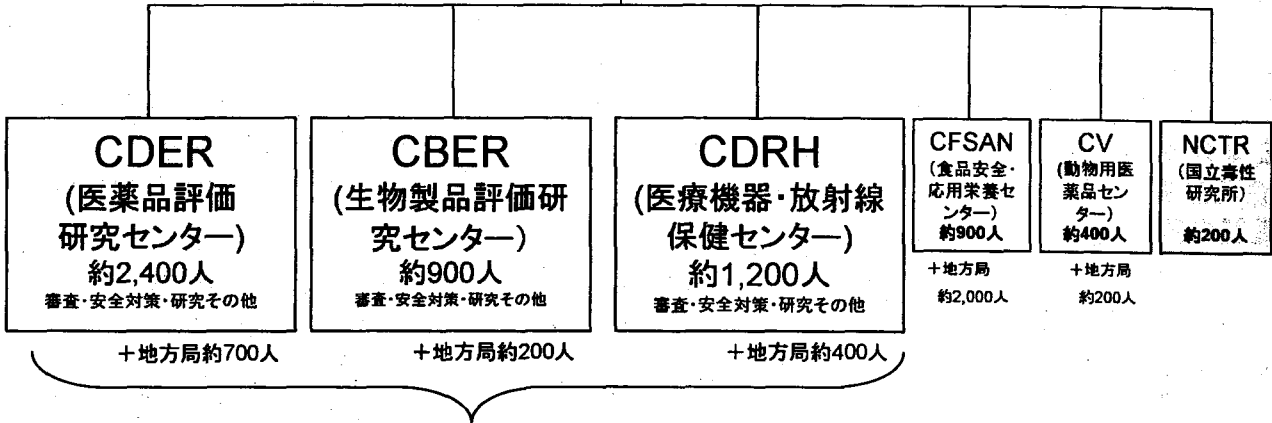 CDER
(医薬品評価
研究センター)
約2,400人
審査・安全対策・研究その他
＋地方局約700人
CBER
(生物製品評価研
究センター）
約900人
審査・安全対策・研究その他
＋地方局約200人
CDRH
(医療機器・放射線
保健センター)
約1,200人
審査・安全対策・研究その他
＋地方局約400人
CFSAN
(食品安全・
応用栄養セ
ンター）
約900人
＋地方局
約2,000人
CV
(動物用医
薬品セン
ター)
約400人
＋地方局
約200人
NCTR
(国立毒性
研究所)
約200人